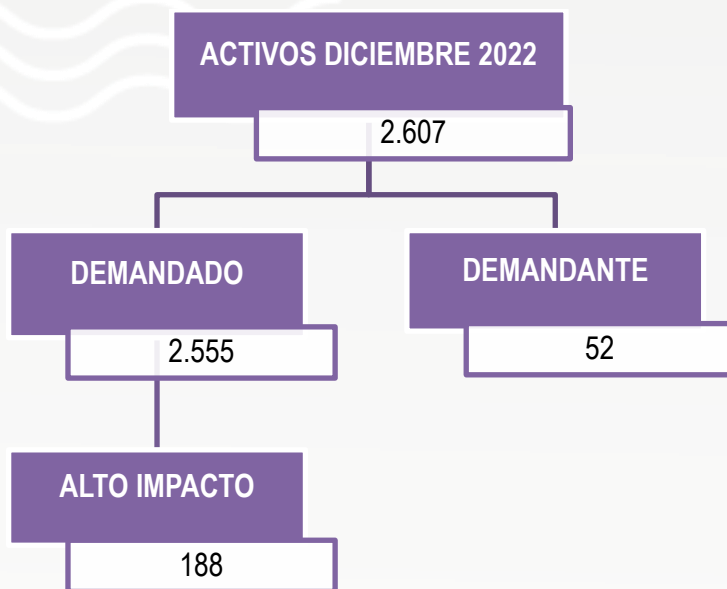 ACTIVOS DICIEMBRE 2022
2.607
DEMANDADO
2.555
DEMANDANTE
52
ALTO IMPACTO
188